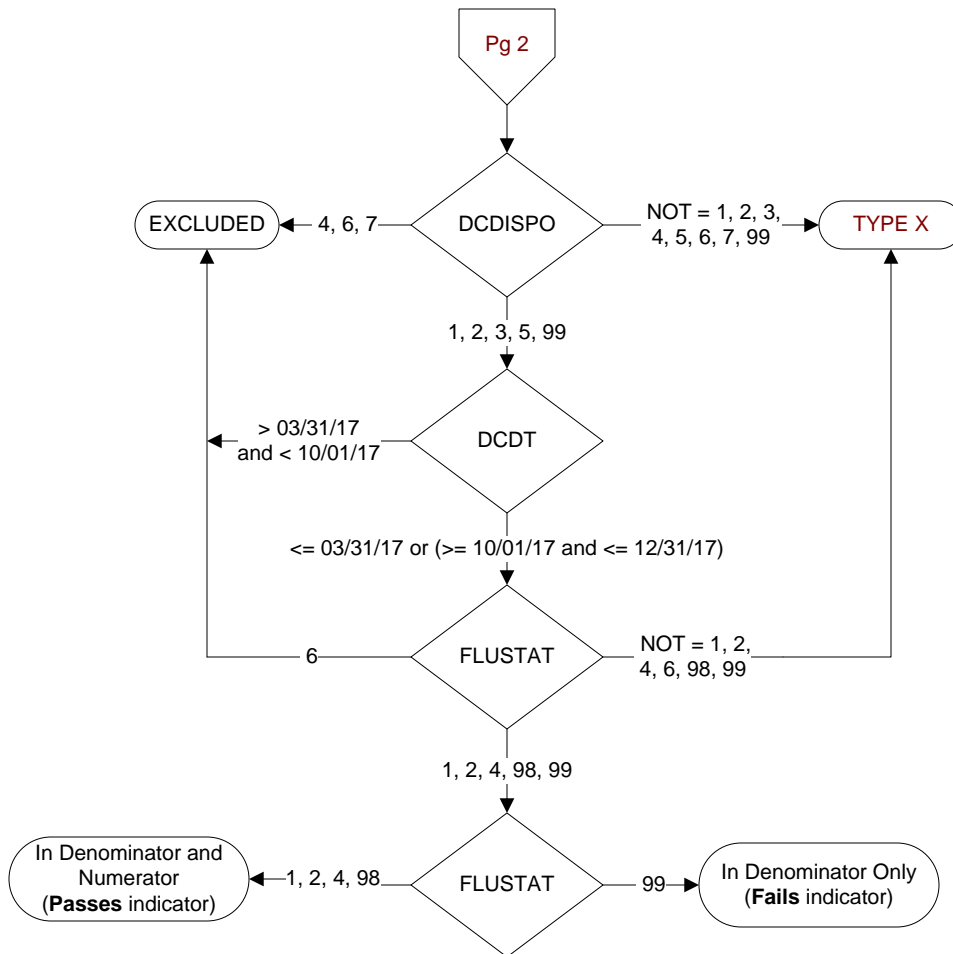 Pg 2
EXCLUDED
4, 6, 7
DCDISPO
NOT = 1, 2, 3,
4, 5, 6, 7, 99
TYPE X
1, 2, 3, 5, 99
> 03/31/17
and < 10/01/17
DCDT
<= 03/31/17 or (>= 10/01/17 and <= 12/31/17)
6
FLUSTAT
NOT = 1, 2,
4, 6, 98, 99
1, 2, 4, 98, 99
In Denominator and
Numerator
(Passes indicator)
1, 2, 4, 98
FLUSTAT
99
In Denominator Only
(Fails indicator)